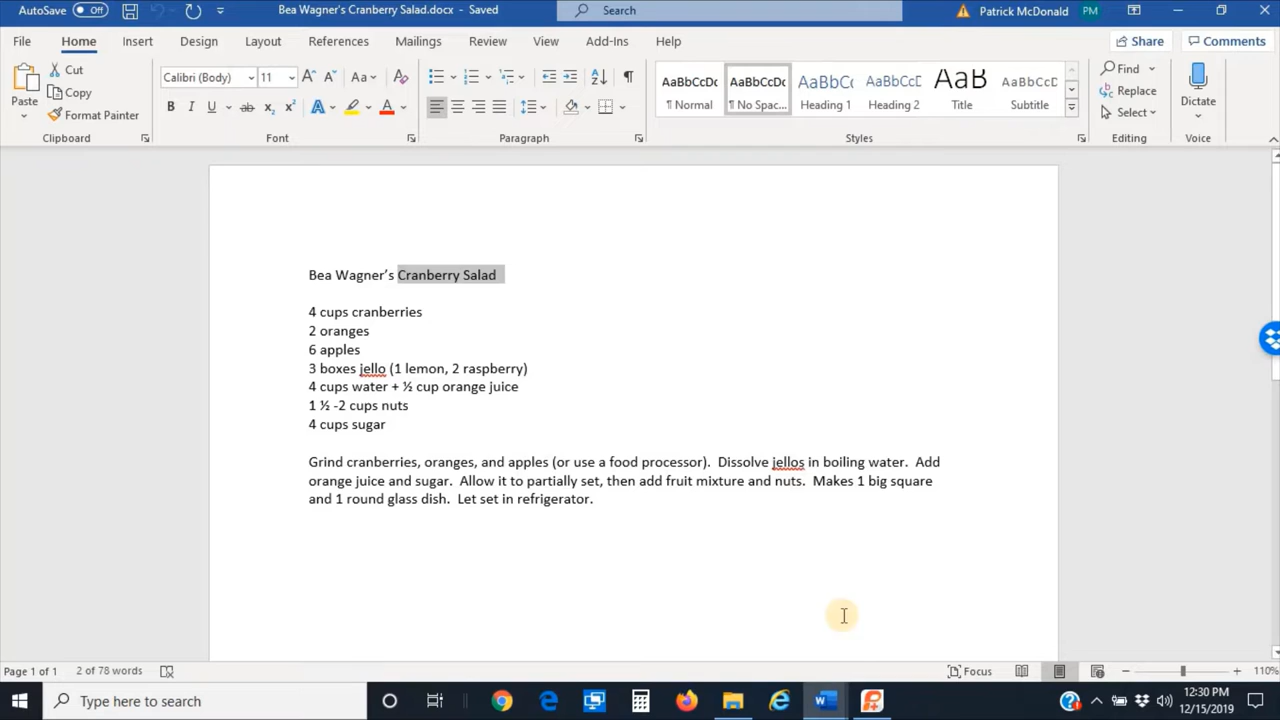 AutoSave Off
Bea Wagner's Cranberry Salad.docx - Saved
Search
Patrick McDonald PM
File Home Insert Design Layout References Mailings Review View Add-Ins Help
Share Comments
Paste
Cut
Copy
Format Painter
Calibri (Body) 11
Aa
B I U
AaBbCcDc ¶ Normal
AaBbCcDc ¶ No Spac...
AaBbC( Heading 1
AaBbCcE Heading 2
AaB Title
AaBbCcD Subtitle
Find
Replace
Select
Dictate
Clipboard Font Paragraph Styles Editing Voice
Bea Wagner’s Cranberry Salad
4 cups cranberries
2 oranges
6 apples
3 boxes jello (1 lemon, 2 raspberry)
4 cups water + ½ cup orange juice
1 ½ -2 cups nuts
4 cups sugar
Grind cranberries, oranges, and apples (or use a food processor).  Dissolve jellos in boiling water.  Add
orange juice and sugar.  Allow it to partially set, then add fruit mixture and nuts.  Makes 1 big square
and 1 round glass dish.  Let set in refrigerator.
Page 1 of 1 2 of 78 words
Focus
110%
Type here to search
12:30 PM
12/15/2019